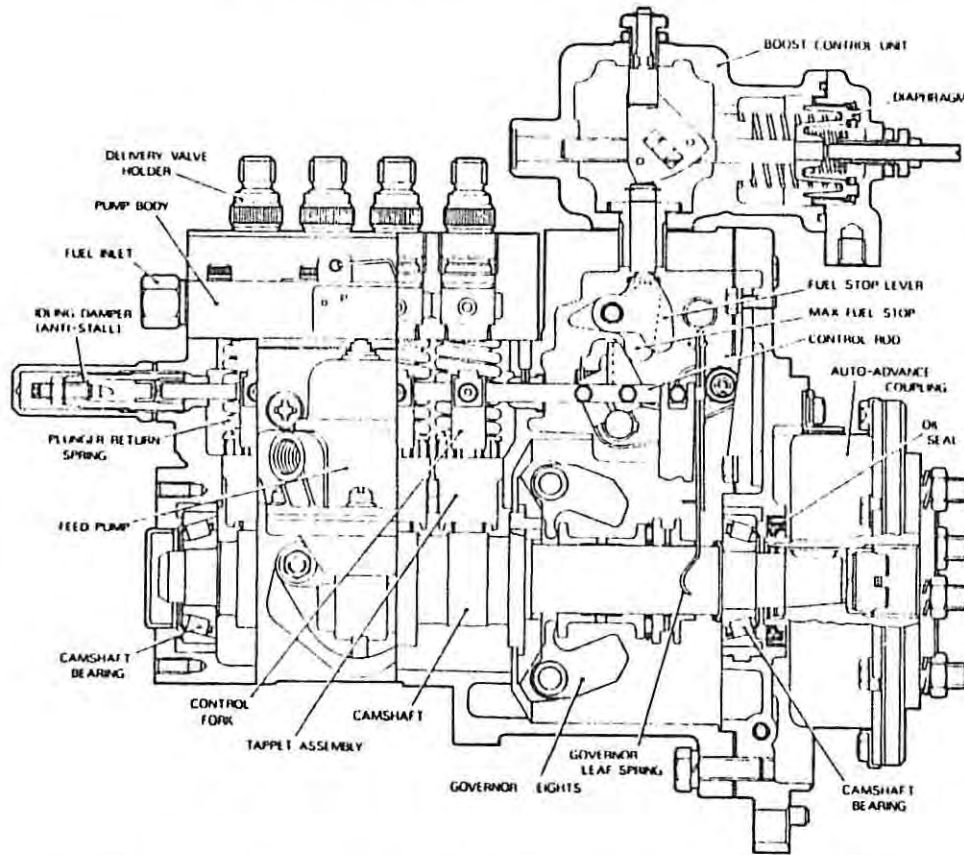 BOOST CONTROL UNIT
DIAPHRAGM
DELIVERY VALVE
HOLDER
PUMP BODY
FUEL INLET
IDLING DAMPER
(ANTI-STALL)
FUEL STOP LEVER
MAX FUEL STOP
CONTROL ROD
AUTO-ADVANCE
COUPLING
OIL
SEAL
PLUNGER RETURN
SPRING
FEED PUMP
CAMSHAFT
BEARING
CONTROL
FORK
TAPPET ASSEMBLY
CAMSHAFT
GOVERNOR EIGHTS
GOVERNOR
LEAF SPRING
CAMSHAFT
BEARING